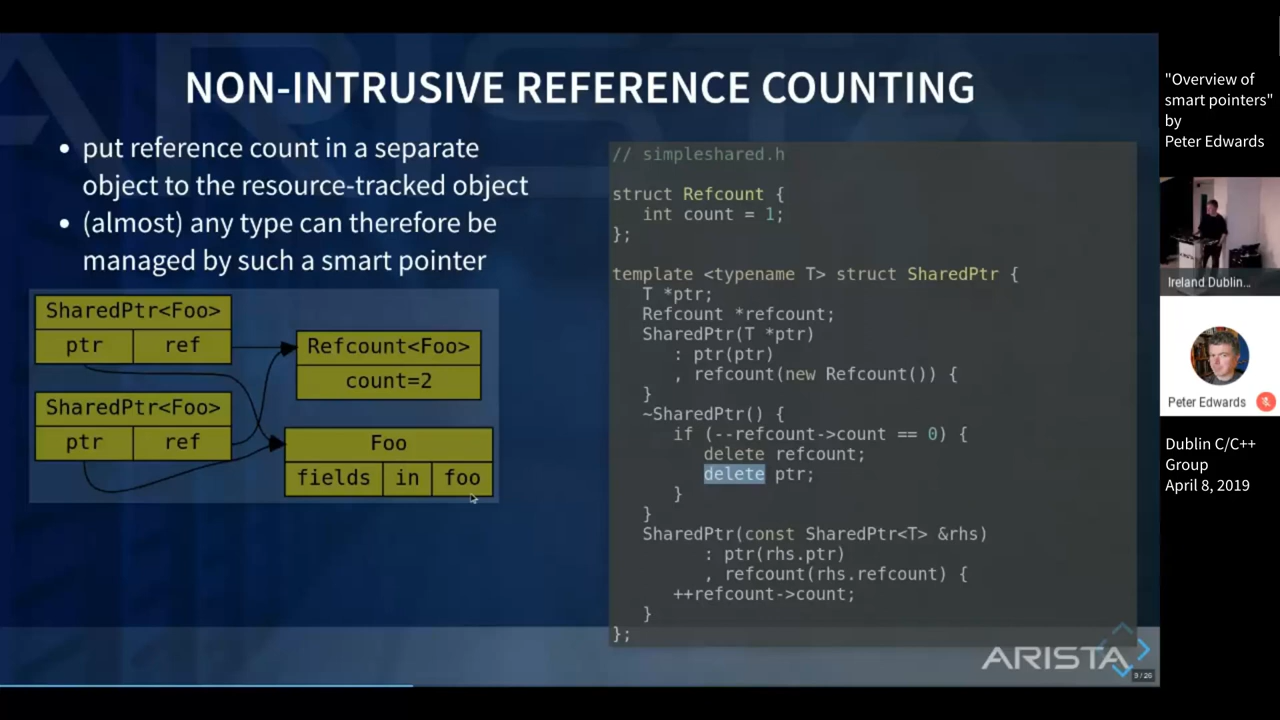 NON-INTRUSIVE REFERENCE COUNTING
• put reference count in a separate
object to the resource-tracked object
• (almost) any type can therefore be
managed by such a smart pointer
SharedPtr<Foo>
ptr ref
SharedPtr<Foo>
ptr ref
Refcount<Foo>
count=2
Foo
fields in foo
// simpleshared.h
struct Refcount {
int count = 1;
};
template <typename T> struct SharedPtr {
T *ptr;
Refcount *refcount;
SharedPtr(T *ptr)
: ptr(ptr)
, refcount(new Refcount()) {
}
~SharedPtr() {
if (--refcount->count == 0) {
delete refcount;
delete ptr;
}
}
SharedPtr(const SharedPtr<T> &rhs)
: ptr(rhs.ptr)
, refcount(rhs.refcount) {
++refcount->count;
}
};
ARISTA
9 / 26
"Overview of
smart pointers"
by
Peter Edwards
Ireland Dublin...
Peter Edwards
Dublin C/C++
Group
April 8, 2019